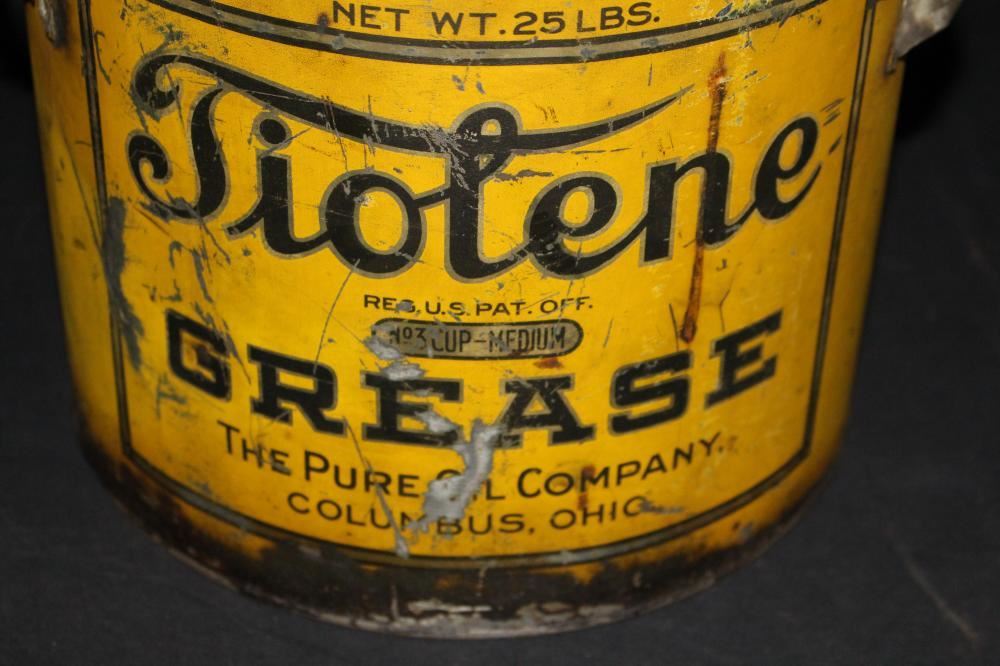 NET WT. 25 LBS.
Tiolene
REG. U.S. PAT. OFF.
No 3 CUP-MEDIUM
GREASE
THE PURE OIL COMPANY.
COLUMBUS, OHIO